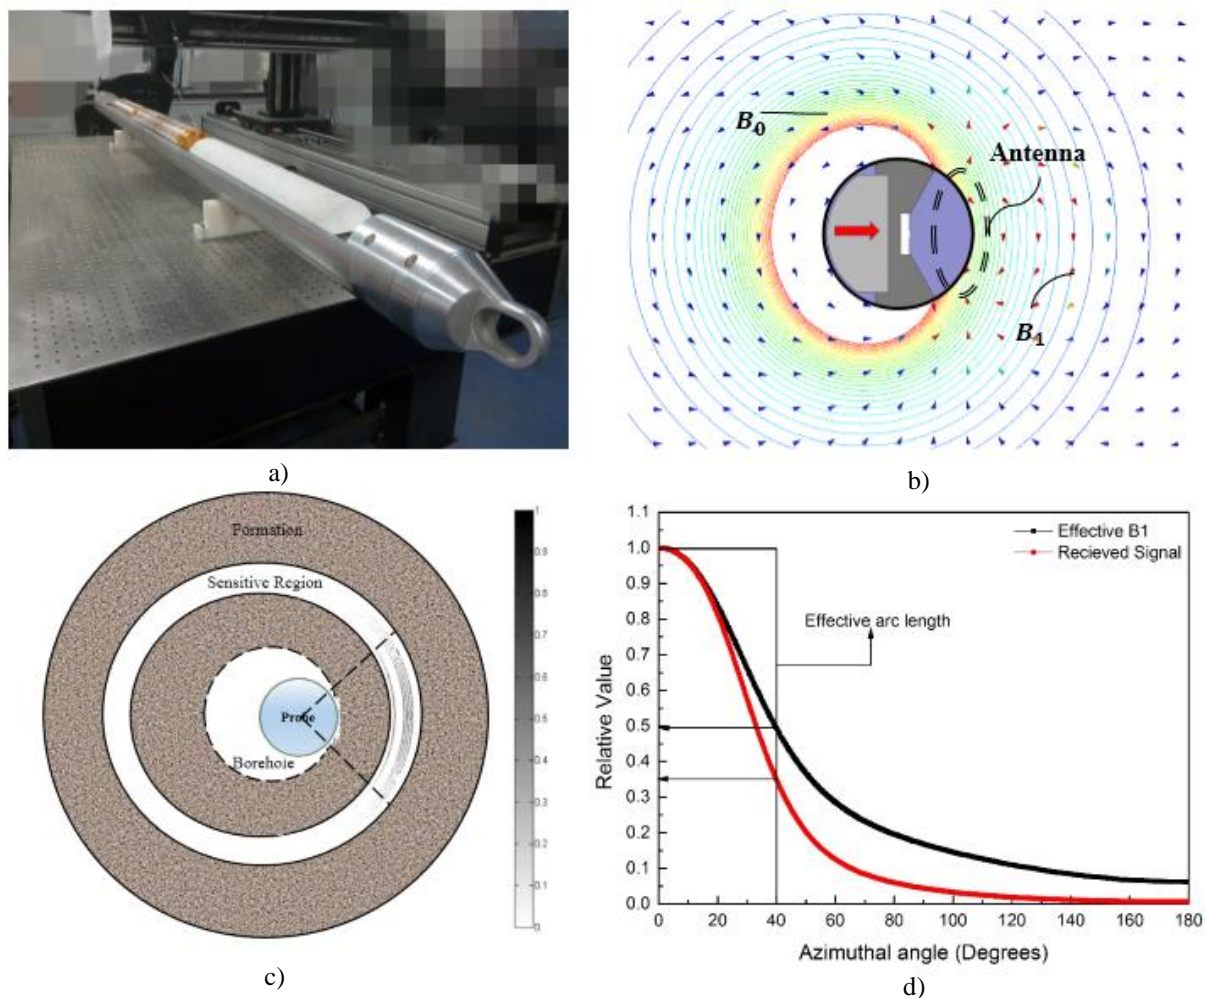 B0
Antenna
B1
a)
b)
Formation
Sensitive Region
Probe
Borehole
1
0.9
0.8
0.7
0.6
0.5
0.4
0.3
0.2
0.1
0
c)
1.1
1.0
0.9
0.8
0.7
0.6
0.5
0.4
0.3
0.2
0.1
0.0
Relative Value
Effective B1
Recieved Signal
Effective arc length
0 20 40 60 80 100 120 140 160 180
Azimuthal angle (Degrees)
d)